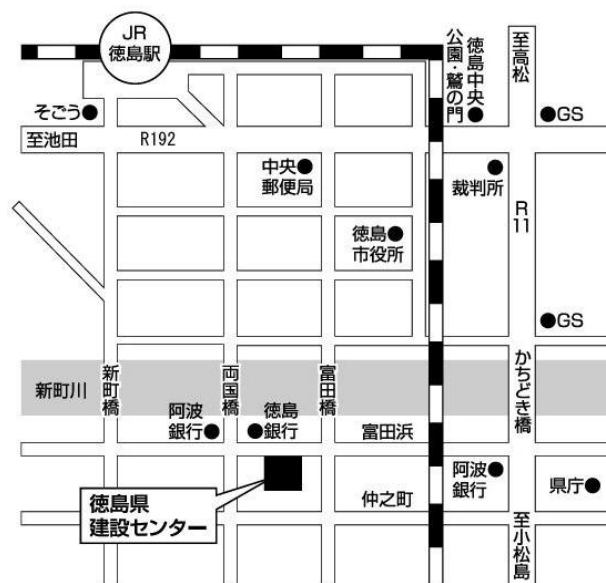 JR
徳島駅
公園・鷲の門
徳島中央
至高松
そごう
GS
至池田
R192
中央
郵便局
裁判所
R11
徳島
市役所
GS
新町川
新町橋
両国橋
富田橋
かちどき橋
阿波
銀行
徳島
銀行
富田浜
阿波
銀行
県庁
徳島県
建設センター
仲之町
至小松島